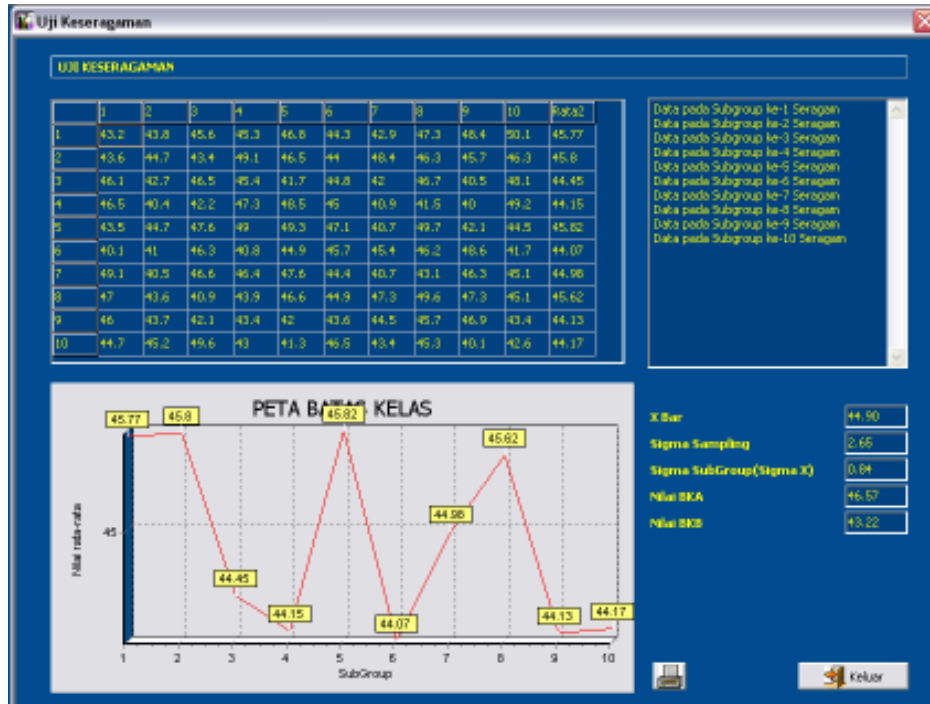 Uji Keseragaman
UJI KESERAGAMAN
1 2 3 4 5 6 7 8 9 10 Rata2
1 43.2 43.8 45.6 45.3 46.8 44.3 42.9 47.3 48.4 50.1 45.77
2 43.6 44.7 43.4 49.1 46.5 44 48.4 46.3 45.7 46.3 45.8
3 46.1 42.7 46.5 45.4 41.7 44.8 42 46.7 40.5 48.1 44.45
4 46.5 40.4 42.2 47.3 48.5 45 40.9 41.5 40 49.2 44.15
5 43.5 44.7 47.6 49 49.3 47.1 40.7 49.7 42.1 44.5 45.82
6 40.1 41 46.3 40.8 44.9 45.7 45.4 46.2 48.6 41.7 44.07
7 49.1 40.5 46.6 46.4 47.6 44.4 40.7 43.1 46.3 45.1 44.98
8 47 43.6 40.9 43.9 46.6 44.9 47.3 49.6 47.3 45.1 45.62
9 46 43.7 42.1 43.4 42 43.6 44.5 45.7 46.9 43.4 44.13
10 44.7 45.2 49.6 43 41.3 46.5 43.4 45.3 40.1 42.6 44.17
Data pada Subgroup ke-1 Seragam
Data pada Subgroup ke-2 Seragam
Data pada Subgroup ke-3 Seragam
Data pada Subgroup ke-4 Seragam
Data pada Subgroup ke-5 Seragam
Data pada Subgroup ke-6 Seragam
Data pada Subgroup ke-7 Seragam
Data pada Subgroup ke-8 Seragam
Data pada Subgroup ke-9 Seragam
Data pada Subgroup ke-10 Seragam
PETA BATAS KELAS
45.77 45.8 44.45 44.15 45.82 44.07 44.98 45.62 44.13 44.17
45
Nilai rata-rata
1 2 3 4 5 6 7 8 9 10
SubGroup
X Bar 44.90
Sigma Sampling 2.65
Sigma SubGroup(Sigma X) 0.84
Nilai BKA 46.57
Nilai BKB 43.22
Keluar